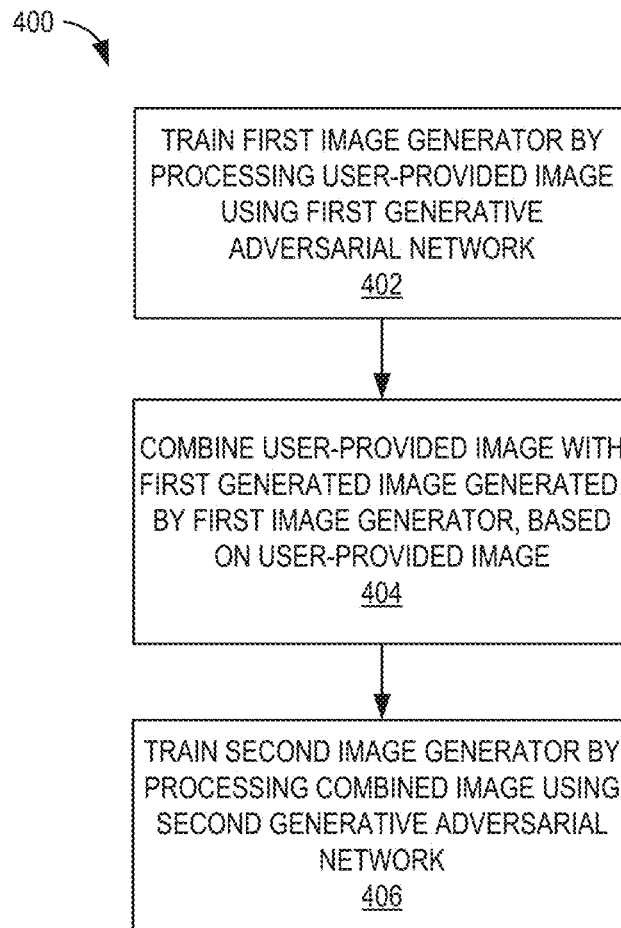 400
TRAIN FIRST IMAGE GENERATOR BY
PROCESSING USER-PROVIDED IMAGE
USING FIRST GENERATIVE
ADVERSARIAL NETWORK
402
COMBINE USER-PROVIDED IMAGE WITH
FIRST GENERATED IMAGE GENERATED
BY FIRST IMAGE GENERATOR, BASED
ON USER-PROVIDED IMAGE
404
TRAIN SECOND IMAGE GENERATOR BY
PROCESSING COMBINED IMAGE USING
SECOND GENERATIVE ADVERSARIAL
NETWORK
406